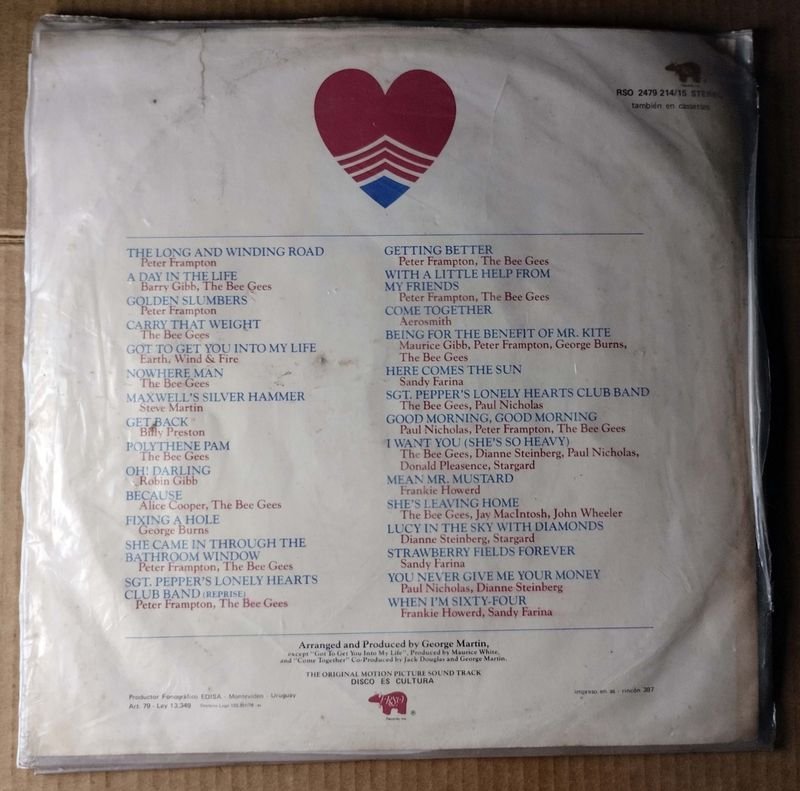 RSO 2479 214/15 STEREO
también en cassettes
THE LONG AND WINDING ROAD
Peter Frampton
A DAY IN THE LIFE
Barry Gibb, The Bee Gees
GOLDEN SLUMBERS
Peter Frampton
CARRY THAT WEIGHT
The Bee Gees
GOT TO GET YOU INTO MY LIFE
Earth, Wind & Fire
NOWHERE MAN
The Bee Gees
MAXWELL'S SILVER HAMMER
Steve Martin
GET BACK
Billy Preston
POLYTHENE PAM
The Bee Gees
OH! DARLING
Robin Gibb
BECAUSE
Alice Cooper, The Bee Gees
FIXING A HOLE
George Burns
SHE CAME IN THROUGH THE
BATHROOM WINDOW
Peter Frampton, The Bee Gees
SGT. PEPPER'S LONELY HEARTS
CLUB BAND (REPRISE)
Peter Frampton, The Bee Gees
GETTING BETTER
Peter Frampton, The Bee Gees
WITH A LITTLE HELP FROM
MY FRIENDS
Peter Frampton, The Bee Gees
COME TOGETHER
Aerosmith
BEING FOR THE BENEFIT OF MR. KITE
Maurice Gibb, Peter Frampton, George Burns,
The Bee Gees
HERE COMES THE SUN
Sandy Farina
SGT. PEPPER'S LONELY HEARTS CLUB BAND
The Bee Gees, Paul Nicholas
GOOD MORNING, GOOD MORNING
Paul Nicholas, Peter Frampton, The Bee Gees
I WANT YOU (SHE'S SO HEAVY)
The Bee Gees, Dianne Steinberg, Paul Nicholas,
Donald Pleasence, Stargard
MEAN MR. MUSTARD
Frankie Howerd
SHE'S LEAVING HOME
The Bee Gees, Jay MacIntosh, John Wheeler
LUCY IN THE SKY WITH DIAMONDS
Dianne Steinberg, Stargard
STRAWBERRY FIELDS FOREVER
Sandy Farina
YOU NEVER GIVE ME YOUR MONEY
Paul Nicholas, Dianne Steinberg
WHEN I'M SIXTY-FOUR
Frankie Howerd, Sandy Farina
Arranged and Produced by George Martin,
except "Got To Get You Into My Life", Produced by Maurice White,
and "Come Together" Co-Produced by Jack Douglas and George Martin.
THE ORIGINAL MOTION PICTURE SOUND TRACK
DISCO ES CULTURA
Productor Fonográfico EDISA - Montevideo - Uruguay
Art. 79 - Ley 13.349
RSO
Records, Inc.
impreso en as - rincón 387